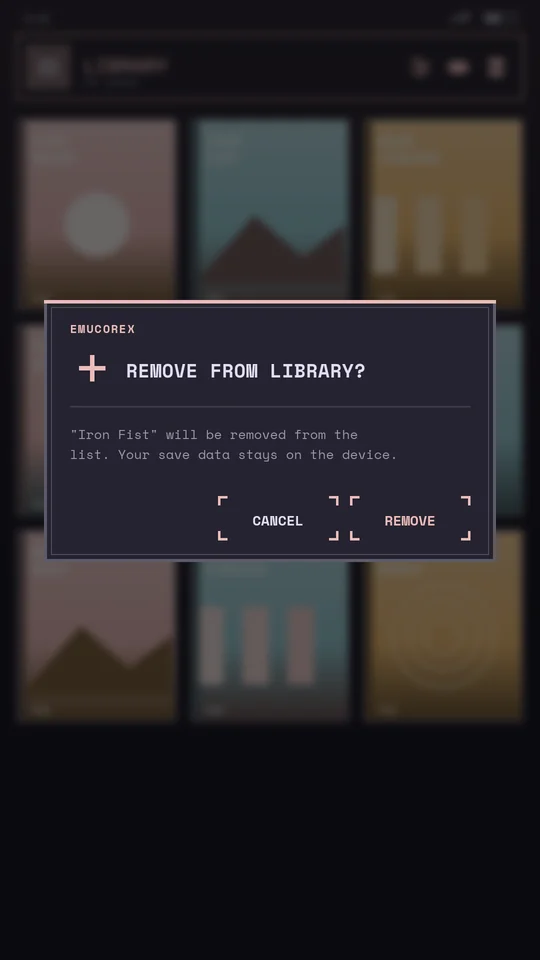 LIBRARY
EMUCOREX
REMOVE FROM LIBRARY?
"Iron Fist" will be removed from the
list. Your save data stays on the device.
CANCEL
REMOVE